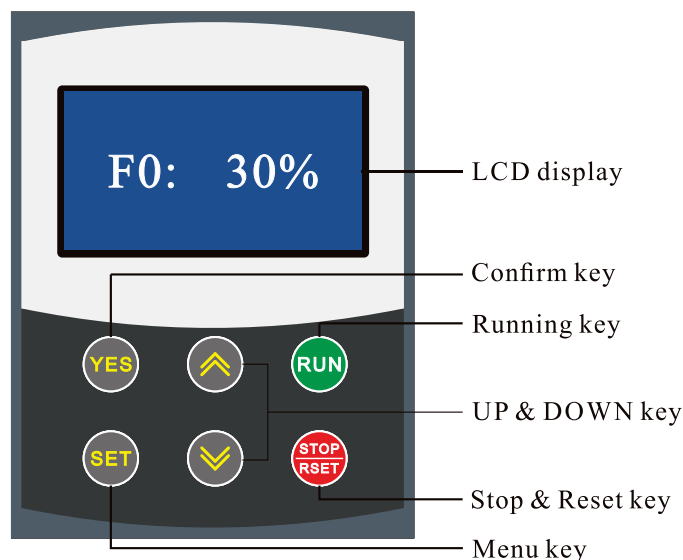 F0: 30%
LCD display
Confirm key
Running key
YES
RUN
UP & DOWN key
SET
STOP
RSET
Stop & Reset key
Menu key